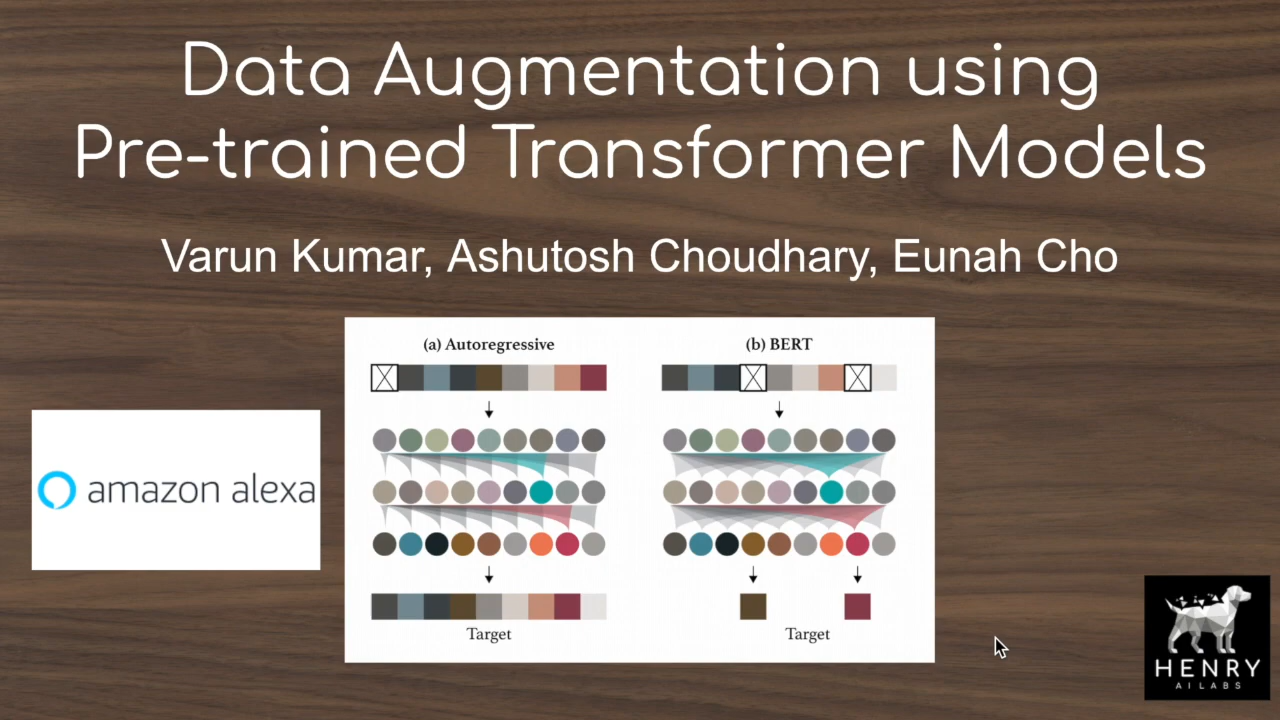 Data Augmentation using
Pre-trained Transformer Models
Varun Kumar, Ashutosh Choudhary, Eunah Cho
(a) Autoregressive
(b) BERT
Target
Target
amazon alexa
HENRY
AI LABS